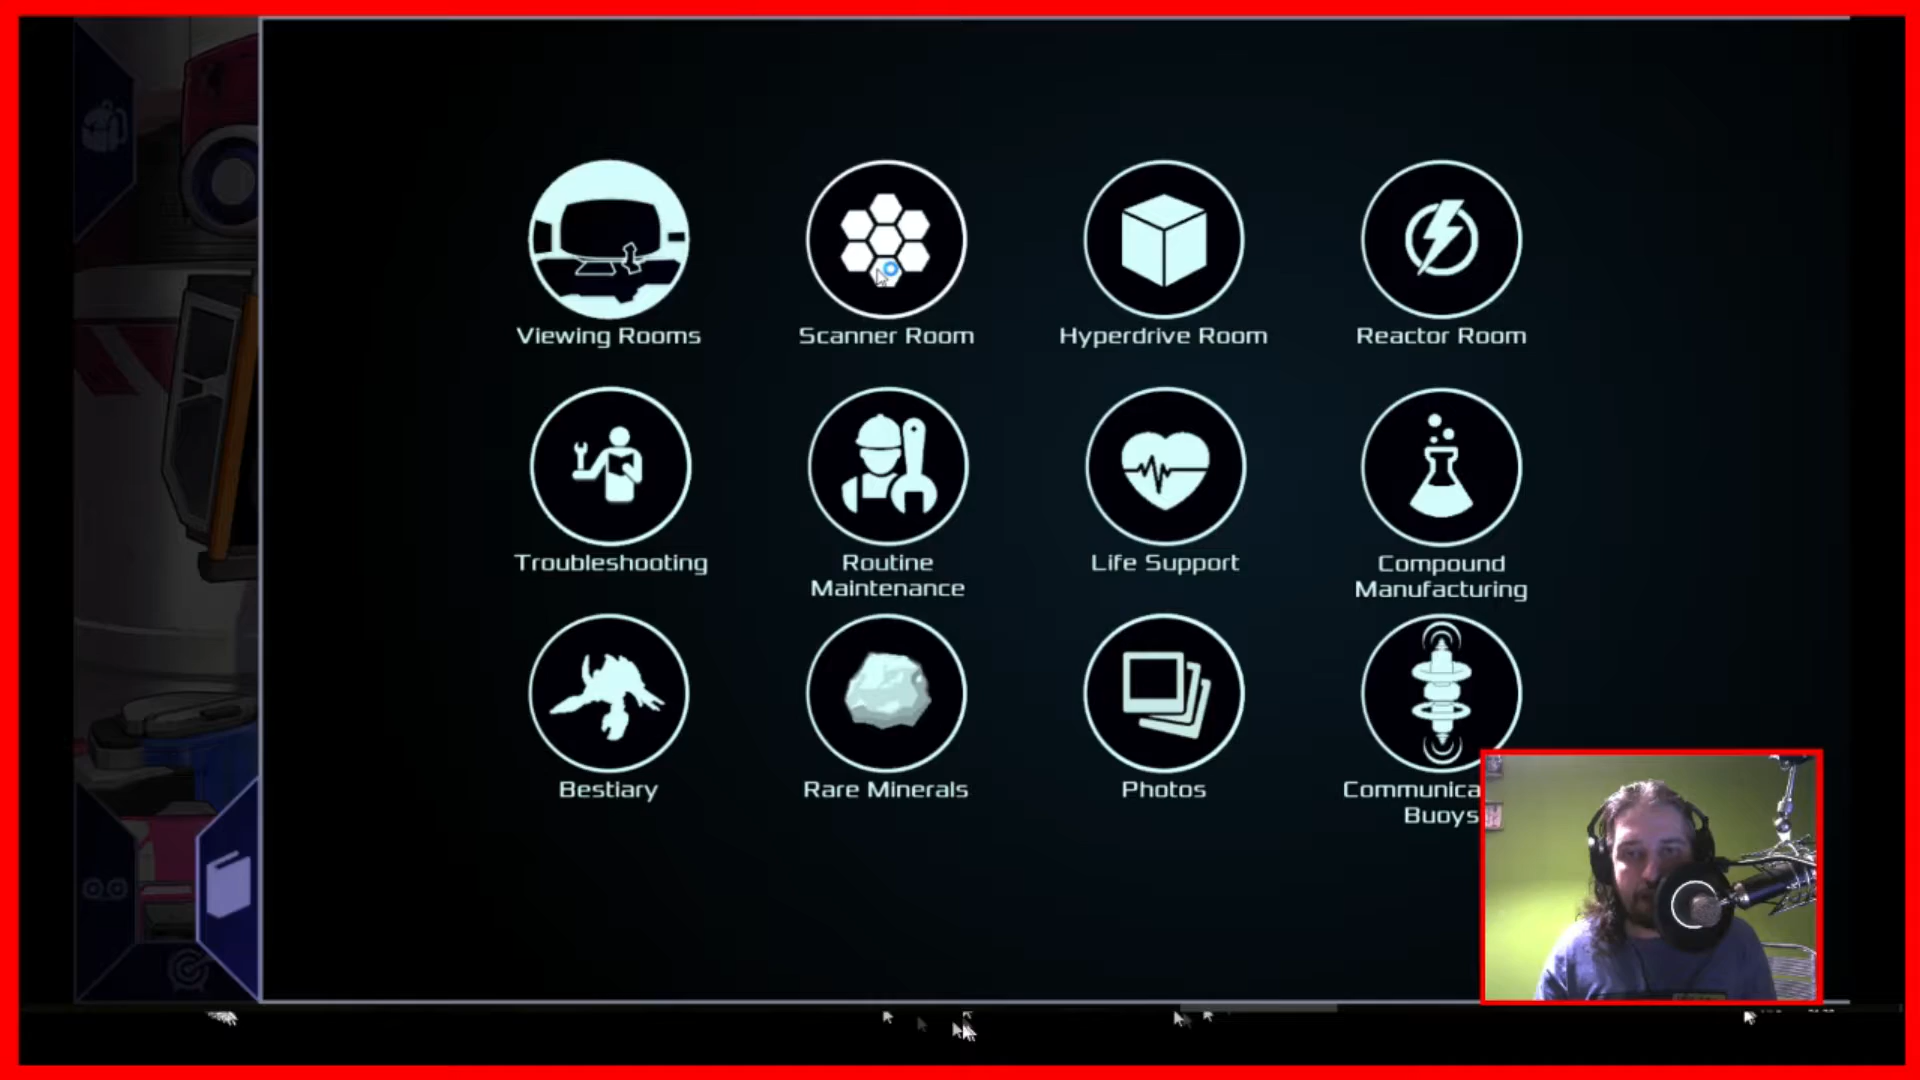 Viewing Rooms
Scanner Room
Hyperdrive Room
Reactor Room
Troubleshooting
Routine
Maintenance
Life Support
Compound
Manufacturing
Bestiary
Rare Minerals
Photos
Communica
Buoys